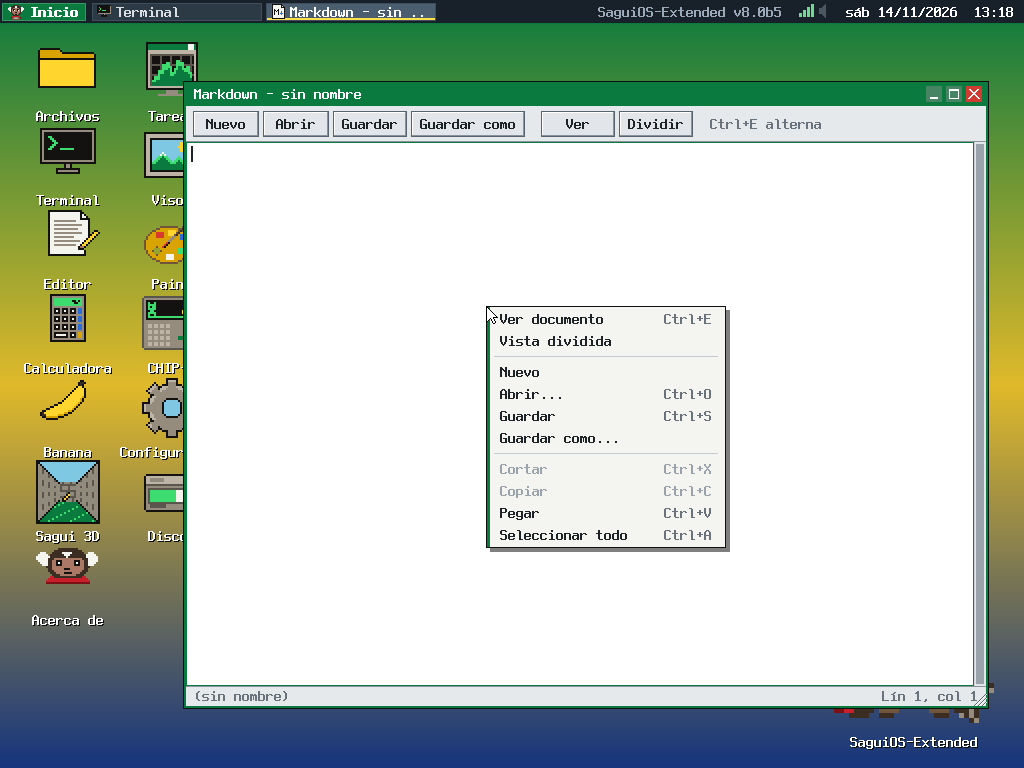 Inicio
Terminal
Markdown - sin ..
SaguiOS-Extended v8.0b5
sáb 14/11/2026 13:18
Archivos
Terminal
Editor
Calculadora
CHIP-
Banana
Configur
Sagui 3D
Acerca de
Markdown - sin nombre
Nuevo
Abrir
Guardar
Guardar como
Ver
Dividir
Ctrl+E alterna
Ver documento Ctrl+E
Vista dividida
Nuevo
Abrir... Ctrl+O
Guardar Ctrl+S
Guardar como...
Cortar Ctrl+X
Copiar Ctrl+C
Pegar Ctrl+V
Seleccionar todo Ctrl+A
(sin nombre)
Lín 1, col 1
SaguiOS-Extended